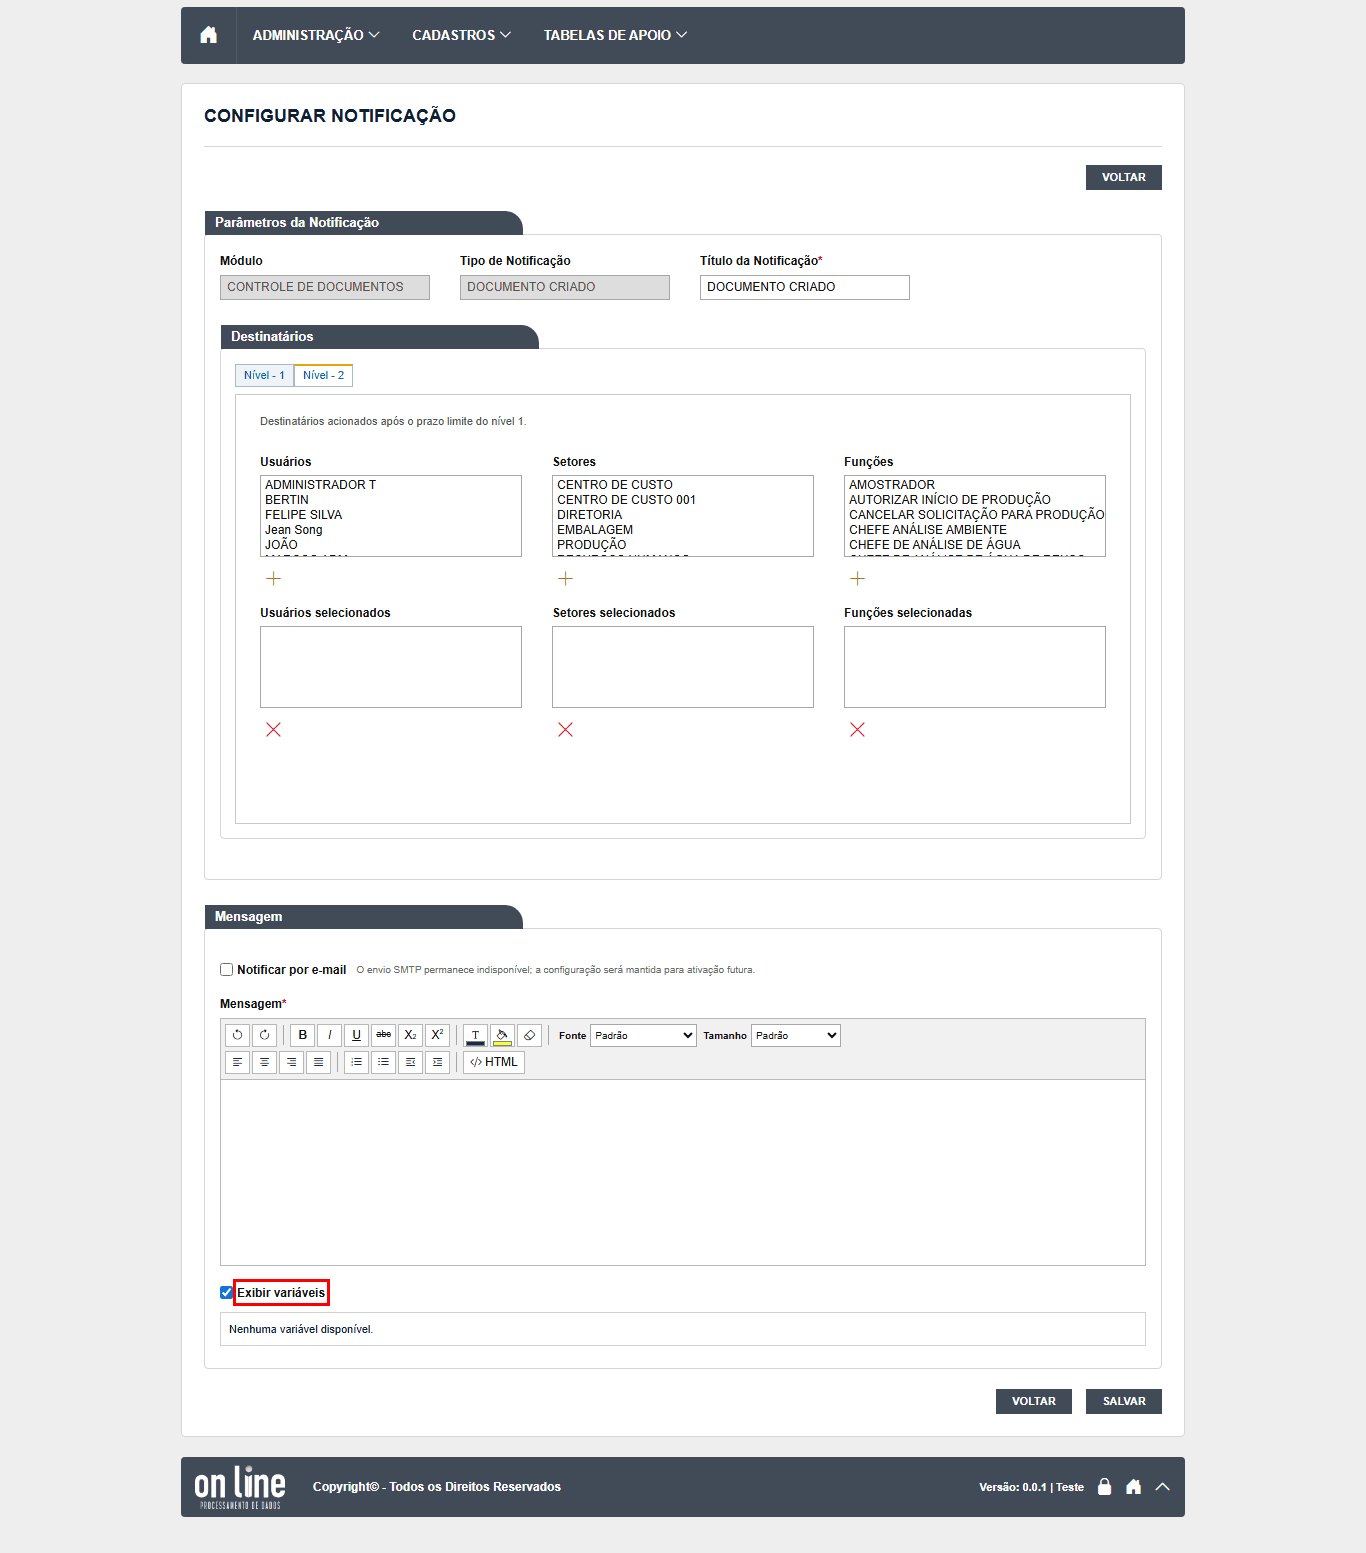 ADMINISTRAÇÃO CADASTROS TABELAS DE APOIO
CONFIGURAR NOTIFICAÇÃO
VOLTAR
Parâmetros da Notificação
Módulo Tipo de Notificação Título da Notificação*
CONTROLE DE DOCUMENTOS DOCUMENTO CRIADO DOCUMENTO CRIADO
Destinatários
Nível - 1 Nível - 2
Destinatários acionados após o prazo limite do nível 1.
Usuários Setores Funções
ADMINISTRADOR T CENTRO DE CUSTO AMOSTRADOR
BERTIN CENTRO DE CUSTO 001 AUTORIZAR INÍCIO DE PRODUÇÃO
FELIPE SILVA DIRETORIA CANCELAR SOLICITAÇÃO PARA PRODUÇÃO
Jean Song EMBALAGEM CHEFE ANÁLISE AMBIENTE
JOÃO PRODUÇÃO CHEFE DE ANÁLISE DE ÁGUA
Usuários selecionados Setores selecionados Funções selecionadas
Mensagem
Notificar por e-mail O envio SMTP permanece indisponível; a configuração será mantida para ativação futura.
Mensagem*
B I U abc X2 X2 T Fonte Padrão Tamanho Padrão
</> HTML
Exibir variáveis
Nenhuma variável disponível.
VOLTAR SALVAR
on line
PROCESSAMENTO DE DADOS
Copyright© - Todos os Direitos Reservados
Versão: 0.0.1 | Teste